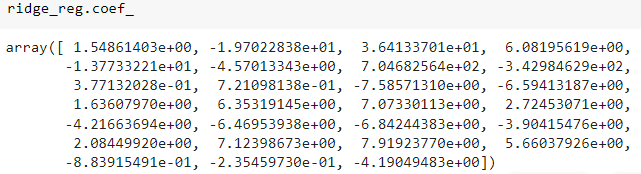 ridge_reg.coef_
array([ 1.54861403e+00, -1.97022838e+01, 3.64133701e+01, 6.08195619e+00,
-1.37733221e+01, -4.57013343e+00, 7.04682564e+02, -3.42984629e+02,
3.77132028e-01, 7.21098138e-01, -7.58571310e+00, -6.59413187e+00,
1.63607970e+00, 6.35319145e+00, 7.07330113e+00, 2.72453071e+00,
-4.21663694e+00, -6.46953938e+00, -6.84244383e+00, -3.90415476e+00,
2.08449920e+00, 7.12398673e+00, 7.91923770e+00, 5.66037926e+00,
-8.83915491e-01, -2.35459730e-01, -4.19049483e+00])